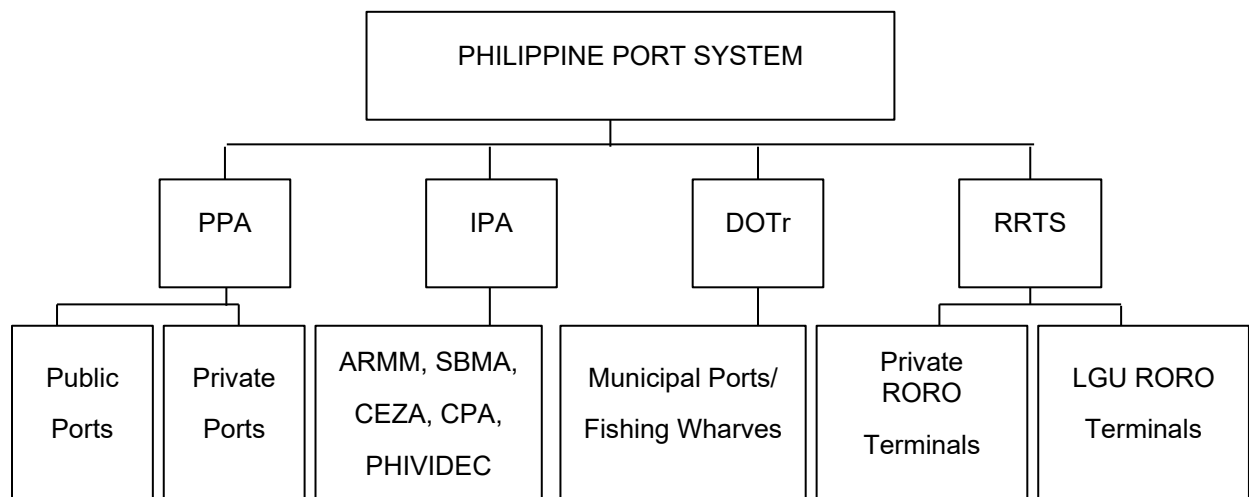 PHILIPPINE PORT SYSTEM
PPA
IPA
DOTr
RRTS
Public
Ports
Private
Ports
ARMM, SBMA,
CEZA, CPA,
PHIVIDEC
Municipal Ports/
Fishing Wharves
Private
RORO
Terminals
LGU RORO
Terminals